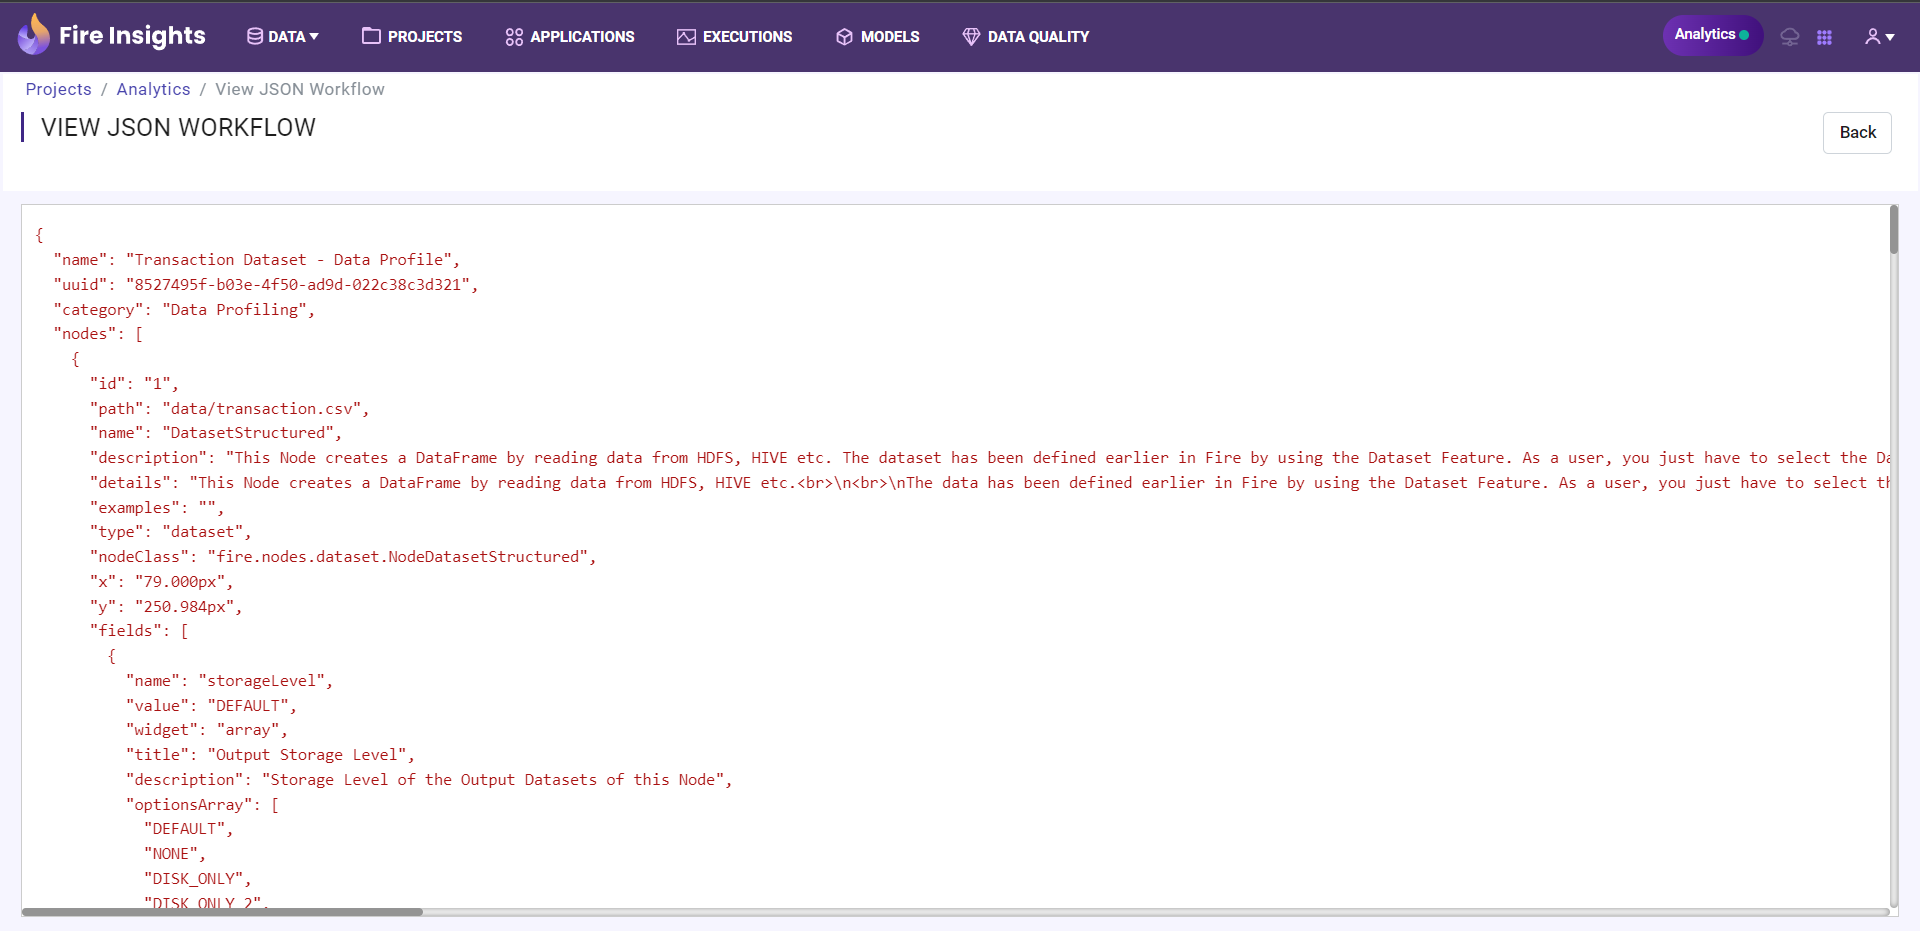 Fire Insights DATA PROJECTS APPLICATIONS EXECUTIONS MODELS DATA QUALITY Analytics
Projects / Analytics / View JSON Workflow
VIEW JSON WORKFLOW
Back
{
"name": "Transaction Dataset - Data Profile",
"uuid": "8527495f-b03e-4f50-ad9d-022c38c3d321",
"category": "Data Profiling",
"nodes": [
{
"id": "1",
"path": "data/transaction.csv",
"name": "DatasetStructured",
"description": "This Node creates a DataFrame by reading data from HDFS, HIVE etc. The dataset has been defined earlier in Fire by using the Dataset Feature. As a user, you just have to select the Da
"details": "This Node creates a DataFrame by reading data from HDFS, HIVE etc.<br>\n<br>\nThe data has been defined earlier in Fire by using the Dataset Feature. As a user, you just have to select th
"examples": "",
"type": "dataset",
"nodeClass": "fire.nodes.dataset.NodeDatasetStructured",
"x": "79.000px",
"y": "250.984px",
"fields": [
{
"name": "storageLevel",
"value": "DEFAULT",
"widget": "array",
"title": "Output Storage Level",
"description": "Storage Level of the Output Datasets of this Node",
"optionsArray": [
"DEFAULT",
"NONE",
"DISK_ONLY",
"DISK_ONLY_2",